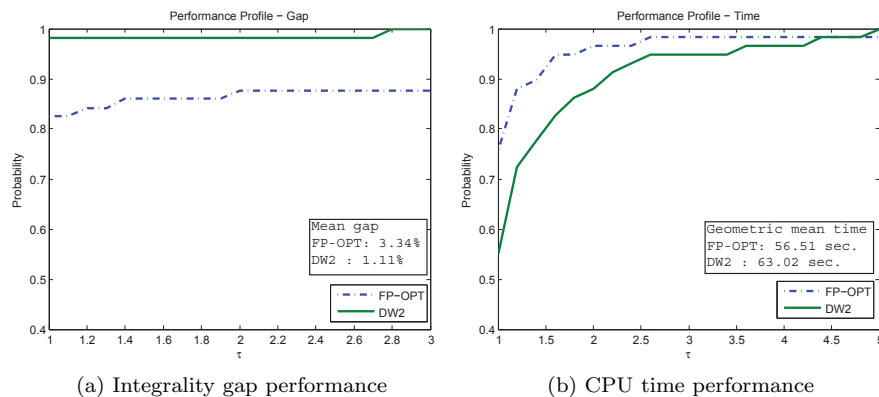 Performance Profile − Gap
1
0.9
0.8
0.7
0.6
0.5
0.4
Probability
Mean gap
FP-OPT: 3.34%
DW2 : 1.11%
FP−OPT
DW2
1 1.2 1.4 1.6 1.8 2 2.2 2.4 2.6 2.8 3
τ
(a) Integrality gap performance
Performance Profile − Time
1
0.9
0.8
0.7
0.6
0.5
0.4
Probability
Geometric mean time
FP-OPT: 56.51 sec.
DW2 : 63.02 sec.
FP−OPT
DW2
1 1.5 2 2.5 3 3.5 4 4.5 5
τ
(b) CPU time performance